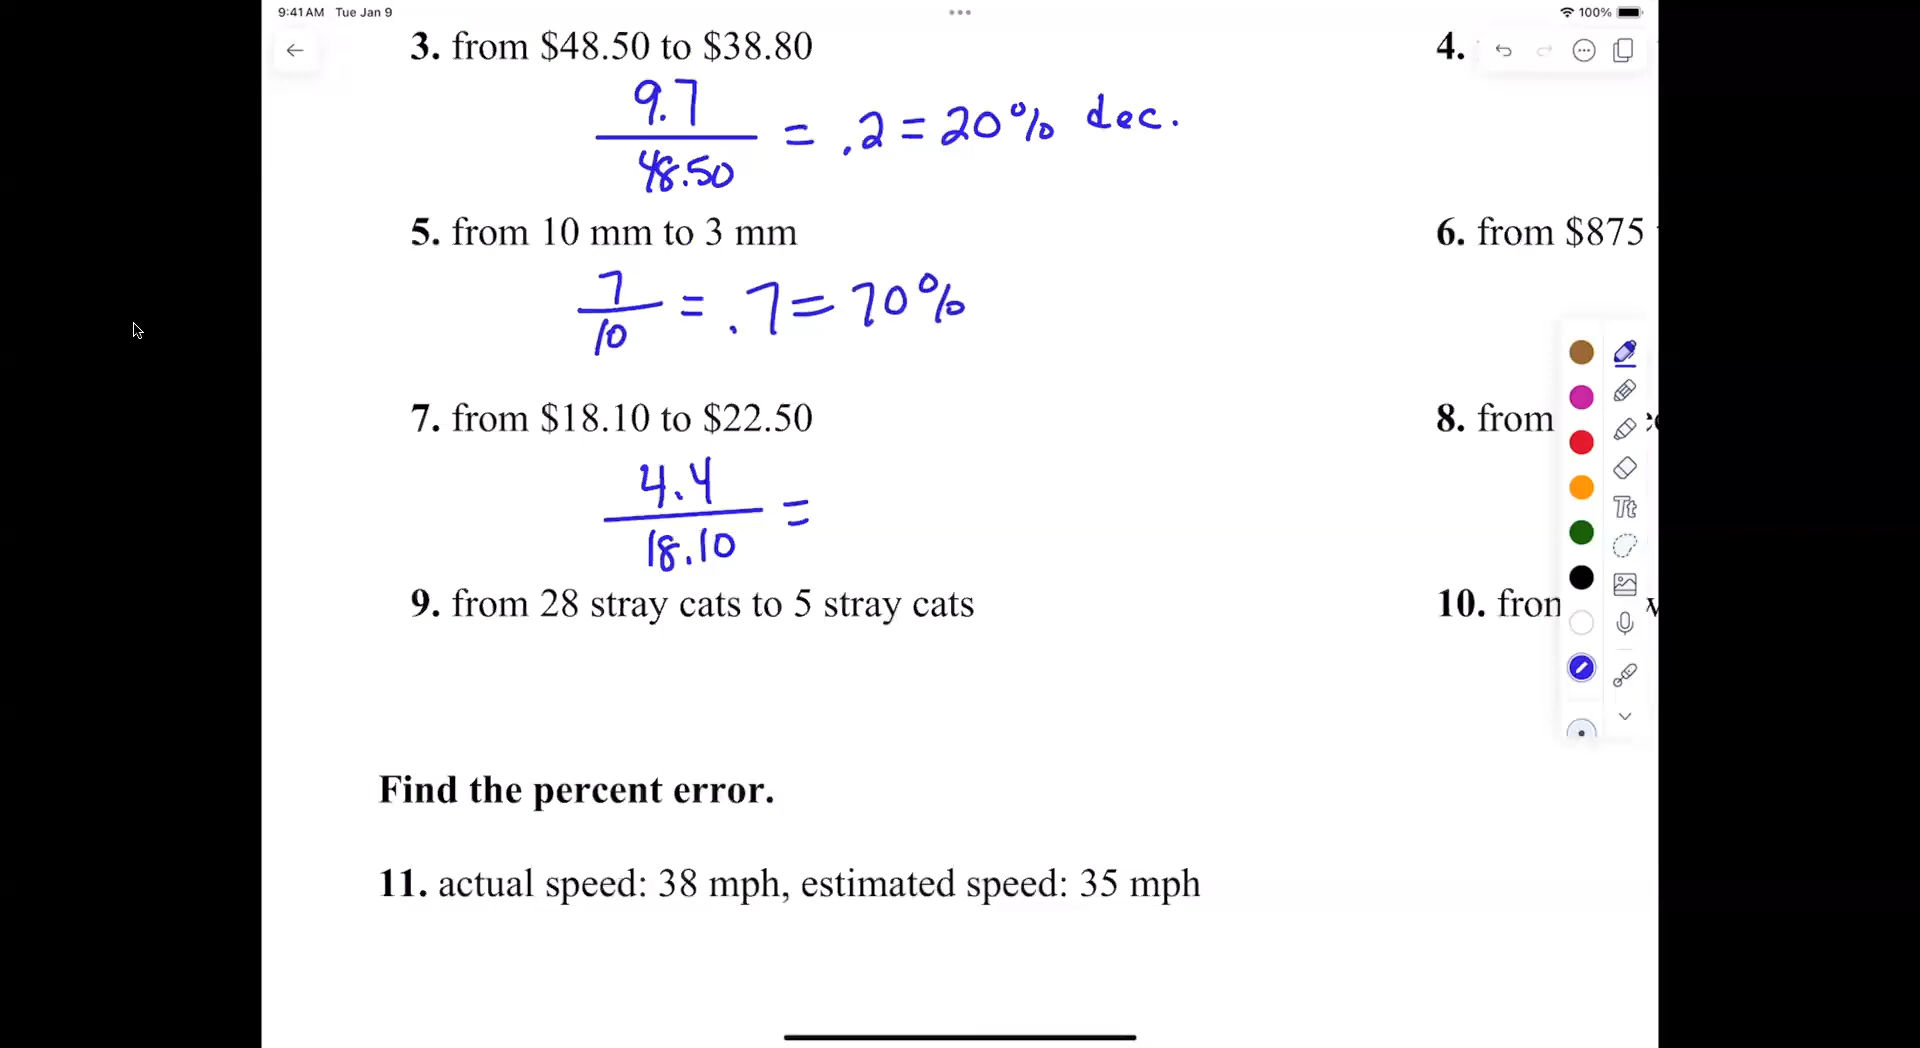 9:41 AM Tue Jan 9
100%
3. from $48.50 to $38.80
4.
9.7
48.50
= .2 = 20% dec.
5. from 10 mm to 3 mm
6. from $875
7
10
= .7 = 70%
7. from $18.10 to $22.50
8. from
4.4
18.10
=
Tt
9. from 28 stray cats to 5 stray cats
10.
Find the percent error.
11. actual speed: 38 mph, estimated speed: 35 mph